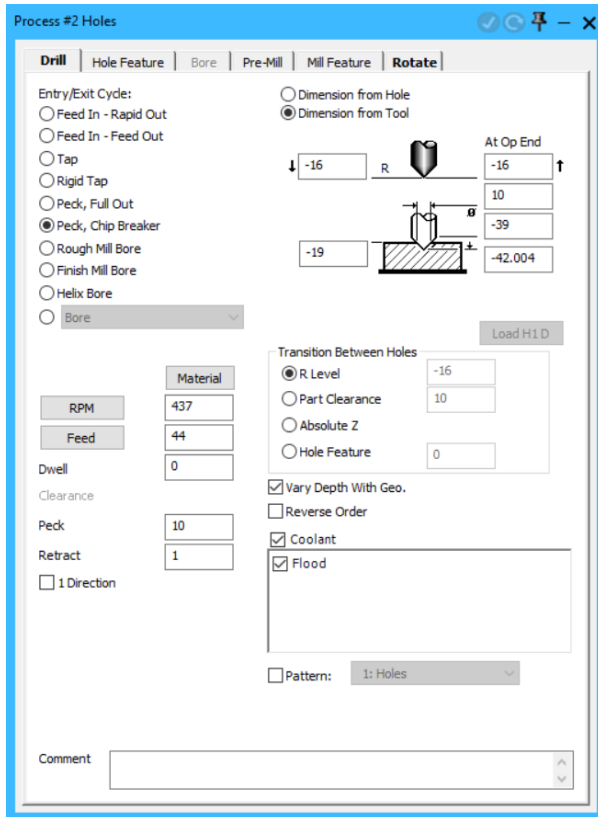 Process #2 Holes
Drill Hole Feature Bore Pre-Mill Mill Feature Rotate
Entry/Exit Cycle:
Feed In - Rapid Out
Feed In - Feed Out
Tap
Rigid Tap
Peck, Full Out
Peck, Chip Breaker
Rough Mill Bore
Finish Mill Bore
Helix Bore
Bore
Dimension from Hole
Dimension from Tool
At Op End
-16 R -16
10
ø
-39
-19 -42.004
Load H1 D
Material
RPM 437
Feed 44
Dwell 0
Clearance
Peck 10
Retract 1
1 Direction
Transition Between Holes
R Level -16
Part Clearance 10
Absolute Z
Hole Feature 0
Vary Depth With Geo.
Reverse Order
Coolant
Flood
Pattern: 1: Holes
Comment